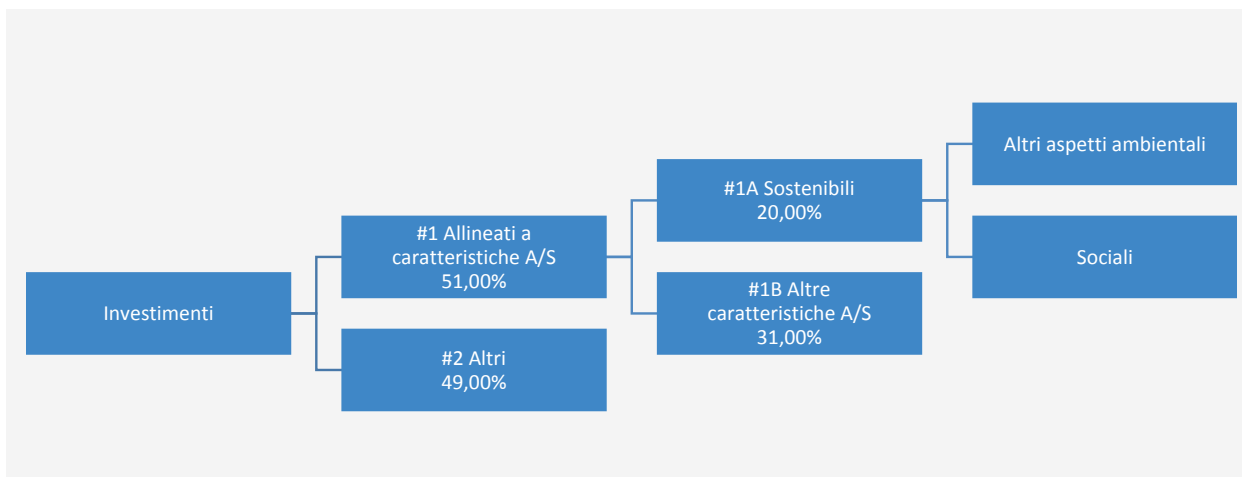 Investimenti
#1 Allineati a
caratteristiche A/S
51,00%
#2 Altri
49,00%
#1A Sostenibili
20,00%
#1B Altre
caratteristiche A/S
31,00%
Altri aspetti ambientali
Sociali